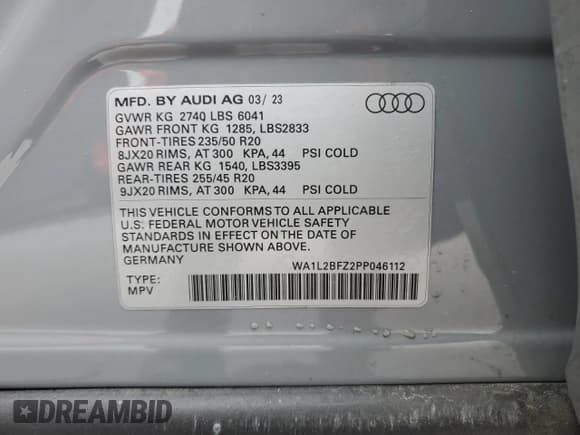 MFD. BY AUDI AG 03/ 23
GVWR KG 2740 LBS 6041
GAWR FRONT KG 1285, LBS2833
FRONT-TIRES 235/50 R20
8JX20 RIMS, AT 300 KPA, 44 PSI COLD
GAWR REAR KG 1540, LBS3395
REAR-TIRES 255/45 R20
9JX20 RIMS, AT 300 KPA, 44 PSI COLD
THIS VEHICLE CONFORMS TO ALL APPLICABLE
U.S. FEDERAL MOTOR VEHICLE SAFETY
STANDARDS IN EFFECT ON THE DATE OF
MANUFACTURE SHOWN ABOVE.
GERMANY WA1L2BFZ2PP046112
TYPE:
MPV
DREAMBID